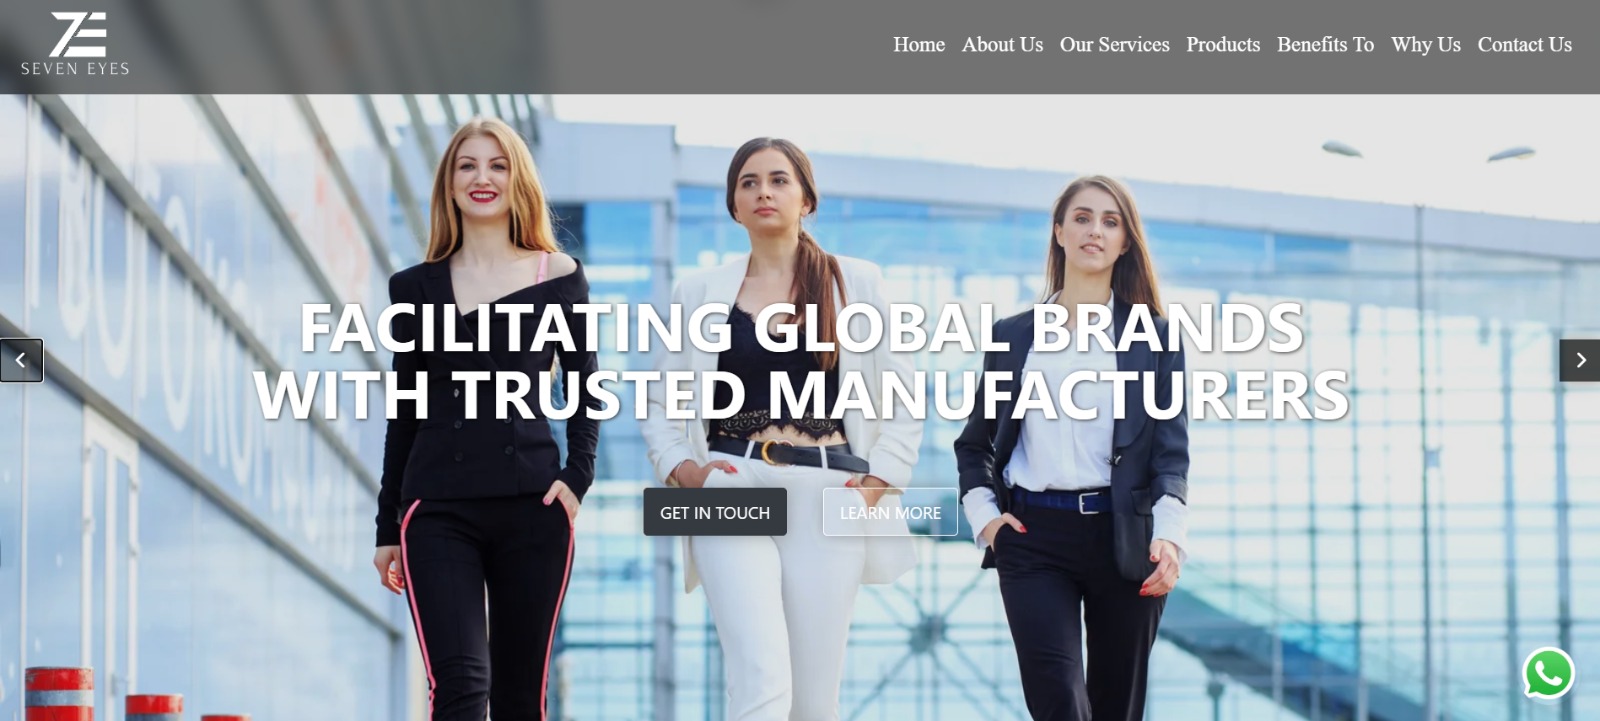 SEVEN EYES
Home About Us Our Services Products Benefits To Why Us Contact Us
FACILITATING GLOBAL BRANDS
WITH TRUSTED MANUFACTURERS
GET IN TOUCH LEARN MORE